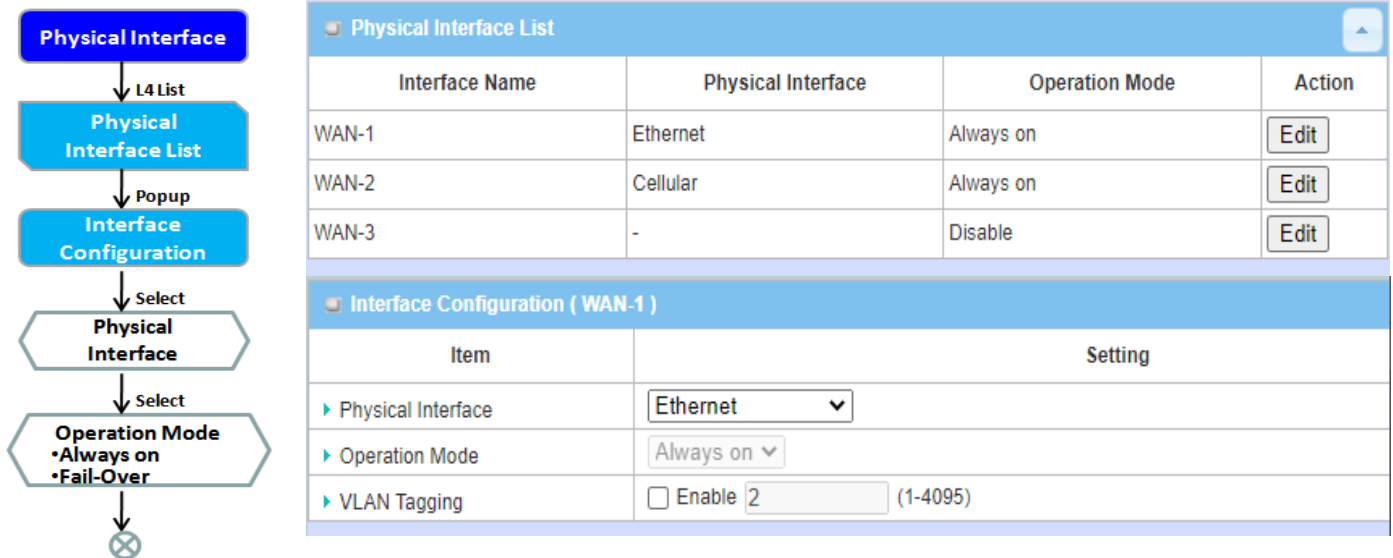 Physical Interface
L4 List
Physical
Interface List
Popup
Interface
Configuration
Select
Physical
Interface
Select
Operation Mode
•Always on
•Fail-Over
Physical Interface List
Interface Name Physical Interface Operation Mode Action
WAN-1 Ethernet Always on Edit
WAN-2 Cellular Always on Edit
WAN-3 - Disable Edit
Interface Configuration ( WAN-1 )
Item Setting
Physical Interface Ethernet
Operation Mode Always on
VLAN Tagging Enable 2 (1-4095)